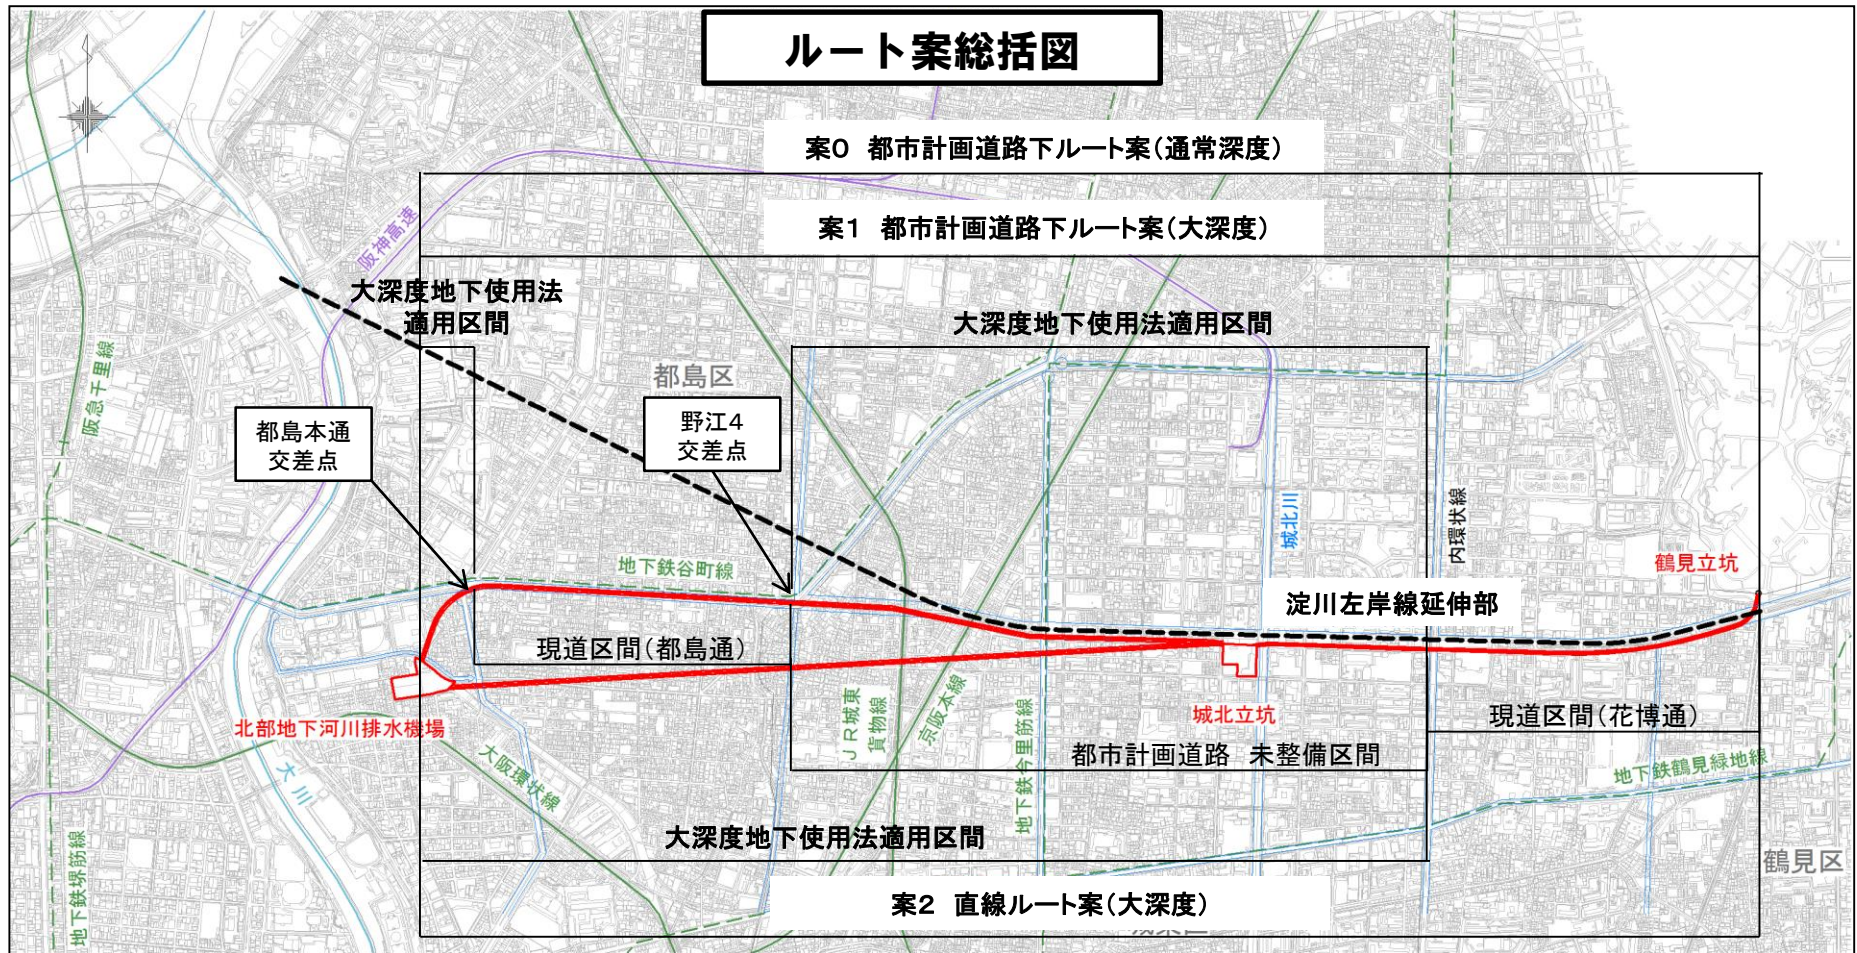 ルート案総括図
案0 都市計画道路下ルート案(通常深度)
案1 都市計画道路下ルート案(大深度)
阪神高速
大深度地下使用法
適用区間
大深度地下使用法適用区間
都島区
阪急千里線
都島本通
交差点
野江4
交差点
城北川
内環状線
地下鉄谷町線
鶴見立坑
淀川左岸線延伸部
現道区間(都島通)
北部地下河川排水機場
大川
大阪環状線
JR城東
貨物線
京阪本線
地下鉄今里筋線
城北立坑
現道区間(花博通)
都市計画道路 未整備区間
地下鉄鶴見緑地線
大深度地下使用法適用区間
地下鉄堺筋線
鶴見区
案2 直線ルート案(大深度)